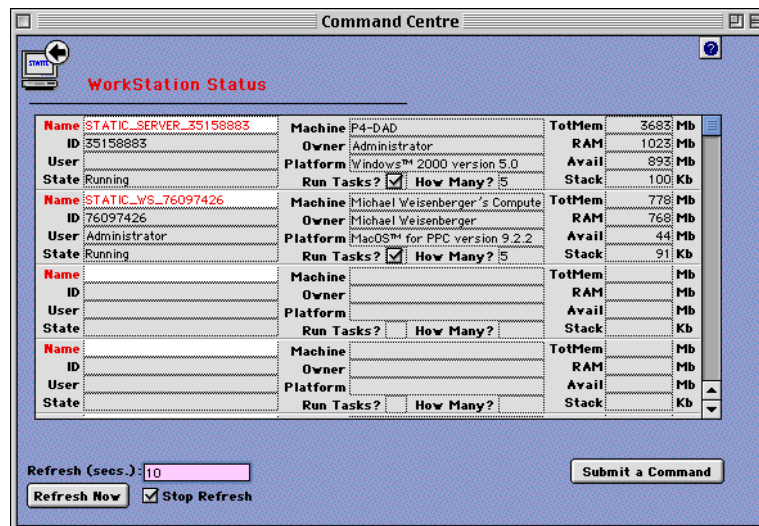 Command Centre
STATIC
?
WorkStation Status
Name STATIC_SERVER_35158883 Machine P4-DAD TotMem 3683 Mb
ID 35158883 Owner Administrator RAM 1023 Mb
User Platform Windows™ 2000 version 5.0 Avail 893 Mb
State Running Run Tasks? How Many? 5 Stack 100 Kb
Name STATIC_WS_76097426 Machine Michael Weisenberger's Compute TotMem 778 Mb
ID 76097426 Owner Michael Weisenberger RAM 768 Mb
User Administrator Platform MacOS™ for PPC version 9.2.2 Avail 44 Mb
State Running Run Tasks? How Many? 5 Stack 91 Kb
Name Machine TotMem Mb
ID Owner RAM Mb
User Platform Avail Mb
State Run Tasks? How Many? Stack Kb
Name Machine TotMem Mb
ID Owner RAM Mb
User Platform Avail Mb
State Run Tasks? How Many? Stack Kb
Refresh (secs.): 10
Submit a Command
Refresh Now Stop Refresh